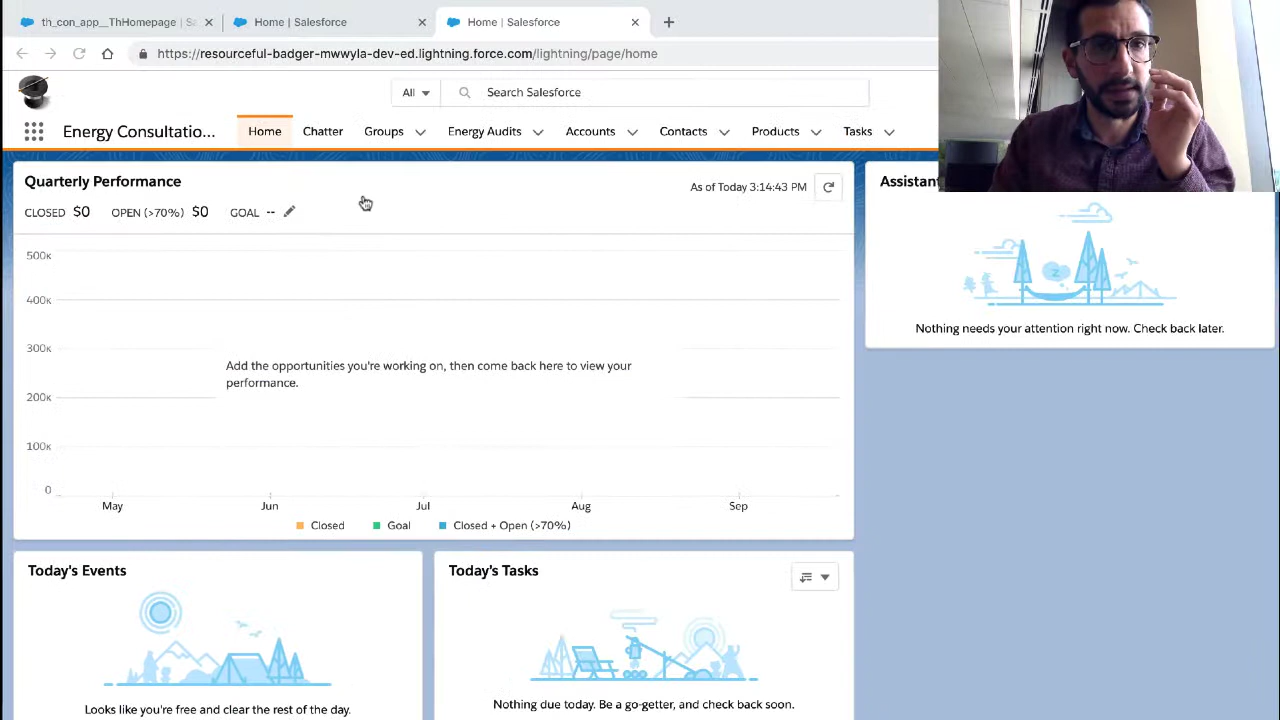 th_con_app__ThHomepage | Sa
Home | Salesforce
Home | Salesforce
https://resourceful-badger-mwwyla-dev-ed.lightning.force.com/lightning/page/home
All
Search Salesforce
Energy Consultatio...
Home
Chatter
Groups
Energy Audits
Accounts
Contacts
Products
Tasks
Quarterly Performance
As of Today 3:14:43 PM
CLOSED $0 OPEN (>70%) $0 GOAL --
500K
400K
300K
200K
100K
0
Add the opportunities you're working on, then come back here to view your
performance.
May
Jun
Jul
Aug
Sep
Closed
Goal
Closed + Open (>70%)
Assistant
z
Nothing needs your attention right now. Check back later.
Today's Events
Looks like you're free and clear the rest of the day.
Today's Tasks
Nothing due today. Be a go-getter, and check back soon.